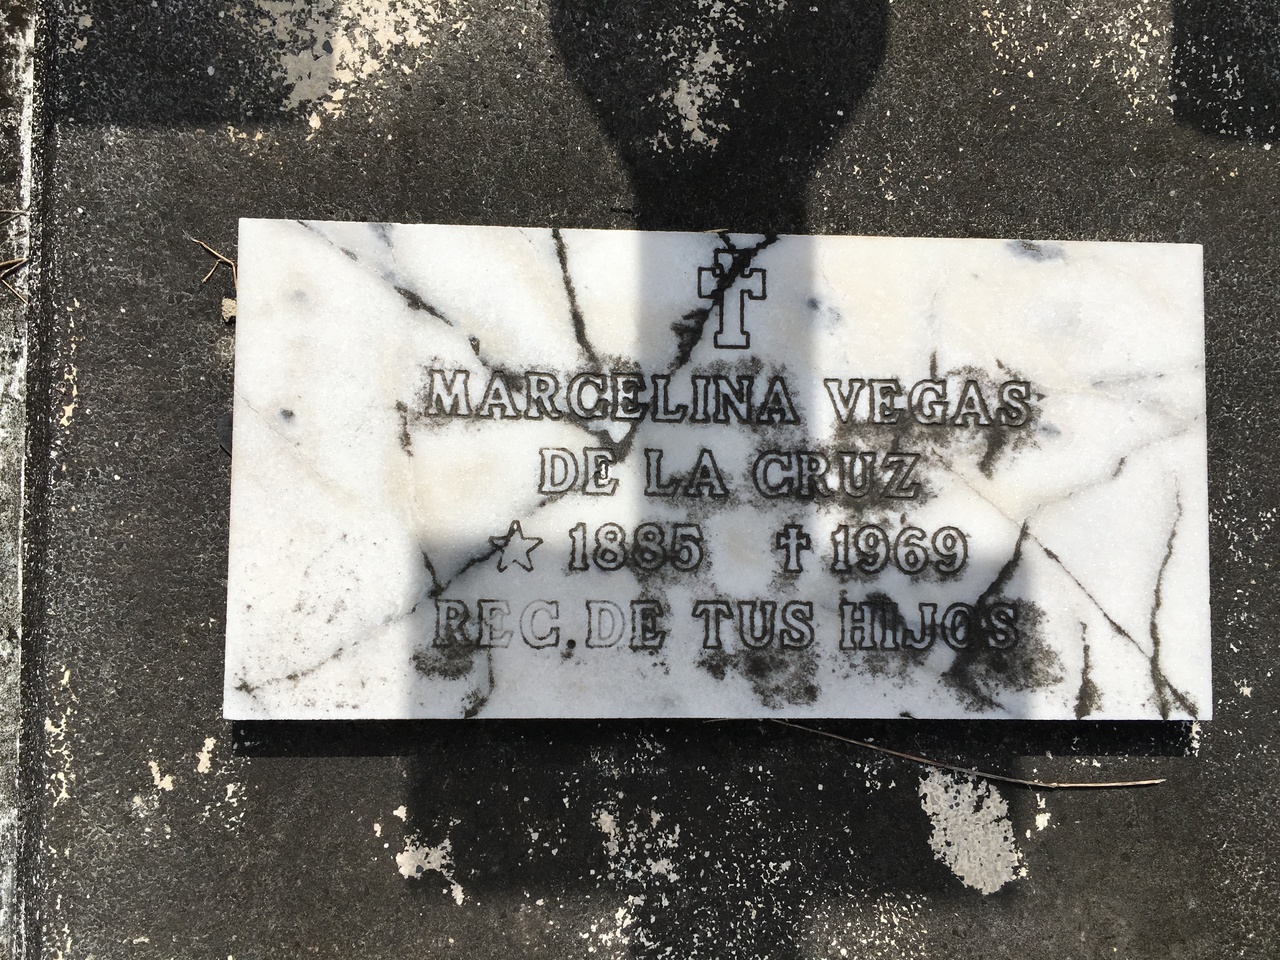 MARCELINA VEGAS
DE LA CRUZ
☆ 1885 ✝ 1969
REC. DE TUS HIJOS